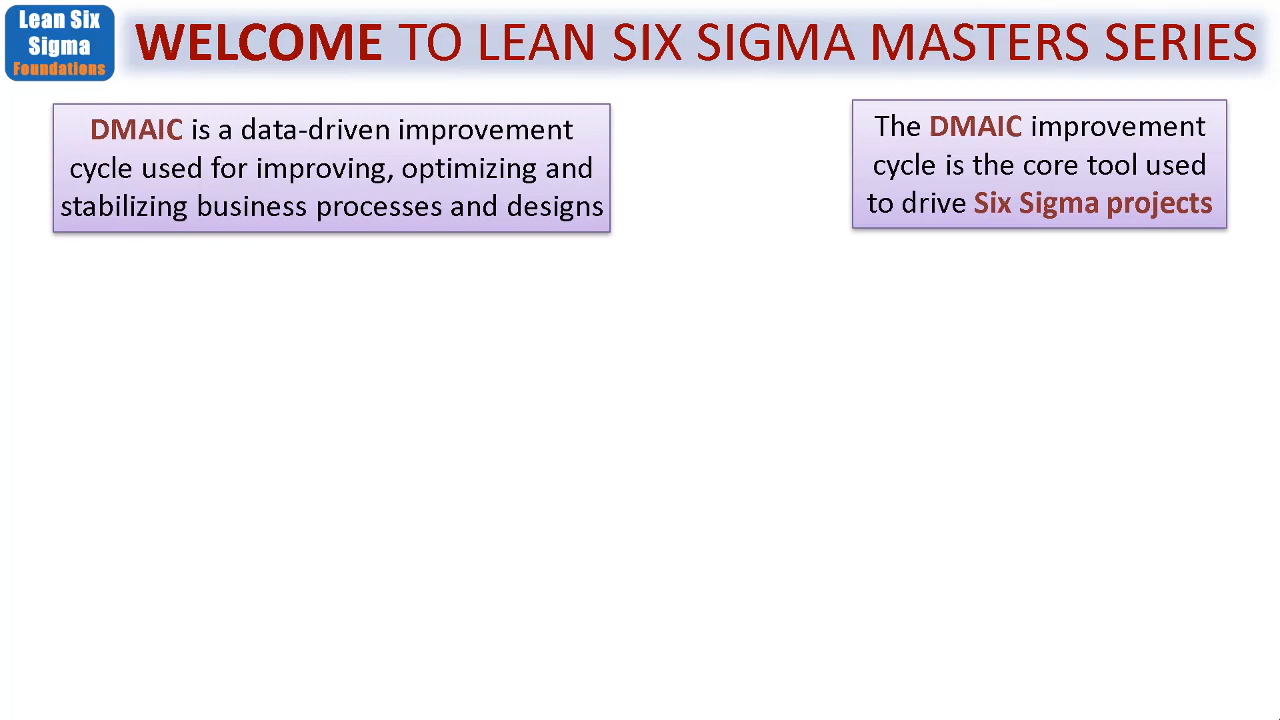 Lean Six
Sigma
Foundations
WELCOME TO LEAN SIX SIGMA MASTERS SERIES
DMAIC is a data-driven improvement
cycle used for improving, optimizing and
stabilizing business processes and designs
The DMAIC improvement
cycle is the core tool used
to drive Six Sigma projects